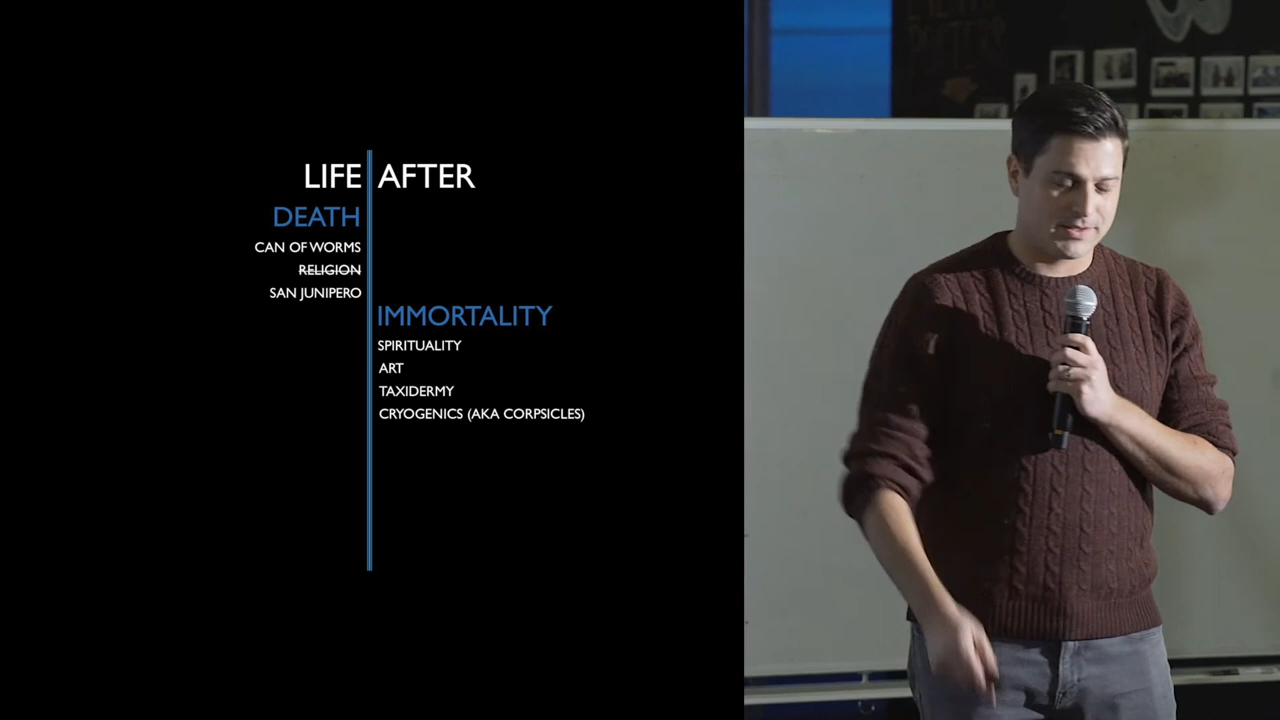 LIFE AFTER
DEATH
CAN OF WORMS
RELIGION
SAN JUNIPERO
IMMORTALITY
SPIRITUALITY
ART
TAXIDERMY
CRYOGENICS (AKA CORPSICLES)